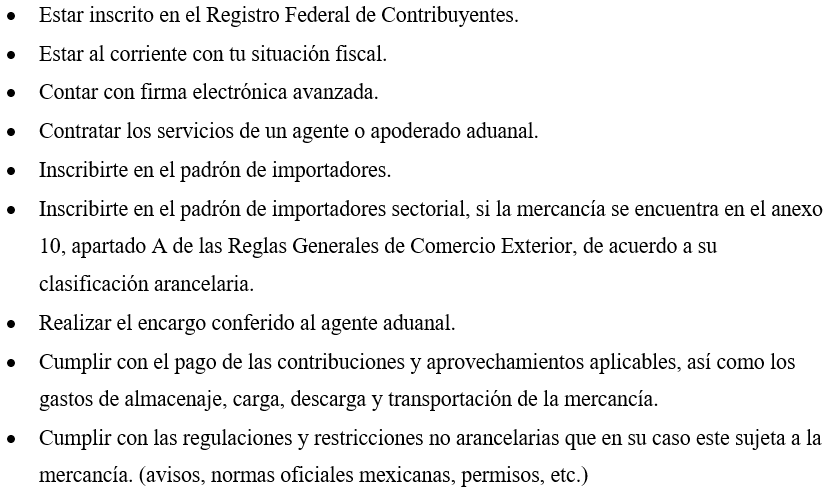 • Estar inscrito en el Registro Federal de Contribuyentes.
• Estar al corriente con tu situación fiscal.
• Contar con firma electrónica avanzada.
• Contratar los servicios de un agente o apoderado aduanal.
• Inscribirte en el padrón de importadores.
• Inscribirte en el padrón de importadores sectorial, si la mercancía se encuentra en el anexo
10, apartado A de las Reglas Generales de Comercio Exterior, de acuerdo a su
clasificación arancelaria.
• Realizar el encargo conferido al agente aduanal.
• Cumplir con el pago de las contribuciones y aprovechamientos aplicables, así como los
gastos de almacenaje, carga, descarga y transportación de la mercancía.
• Cumplir con las regulaciones y restricciones no arancelarias que en su caso este sujeta a la
mercancía. (avisos, normas oficiales mexicanas, permisos, etc.)